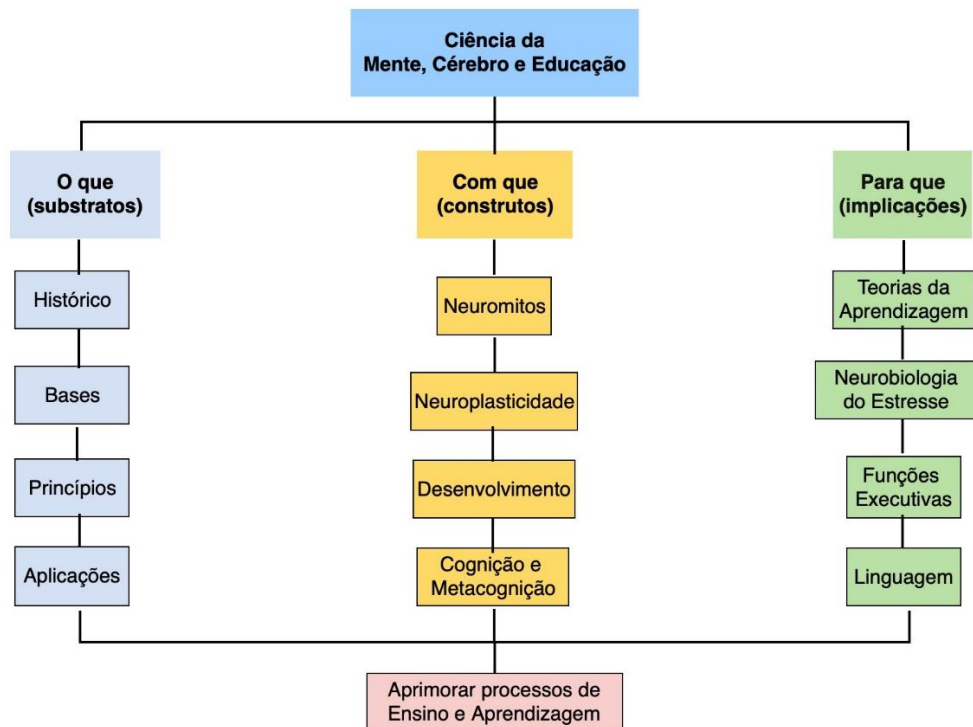 Ciência da
Mente, Cérebro e Educação
O que
(substratos)
Histórico
Bases
Princípios
Aplicações
Com que
(construtos)
Neuromitos
Neuroplasticidade
Desenvolvimento
Cognição e
Metacognição
Para que
(implicações)
Teorias da
Aprendizagem
Neurobiologia
do Estresse
Funções
Executivas
Linguagem
Aprimorar processos de
Ensino e Aprendizagem